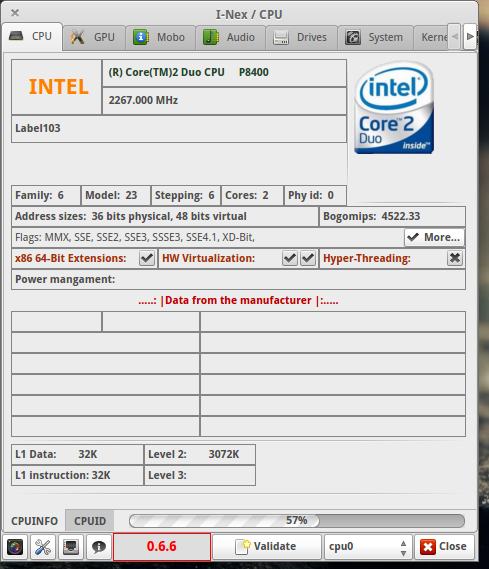 I-Nex / CPU
CPU GPU Mobo Audio Drives System Kerne
INTEL
(R) Core(TM)2 Duo CPU P8400
2267.000 MHz
Label103
intel
Core™2
Duo
inside™
Family: 6 Model: 23 Stepping: 6 Cores: 2 Phy id: 0
Address sizes: 36 bits physical, 48 bits virtual Bogomips: 4522.33
Flags: MMX, SSE, SSE2, SSE3, SSSE3, SSE4.1, XD-Bit, More...
x86 64-Bit Extensions: HW Virtualization: Hyper-Threading:
Power mangament:
.....: |Data from the manufacturer |:.....
L1 Data: 32K Level 2: 3072K
L1 instruction: 32K Level 3:
CPUINFO CPUID 57%
0.6.6 Validate cpu0 Close